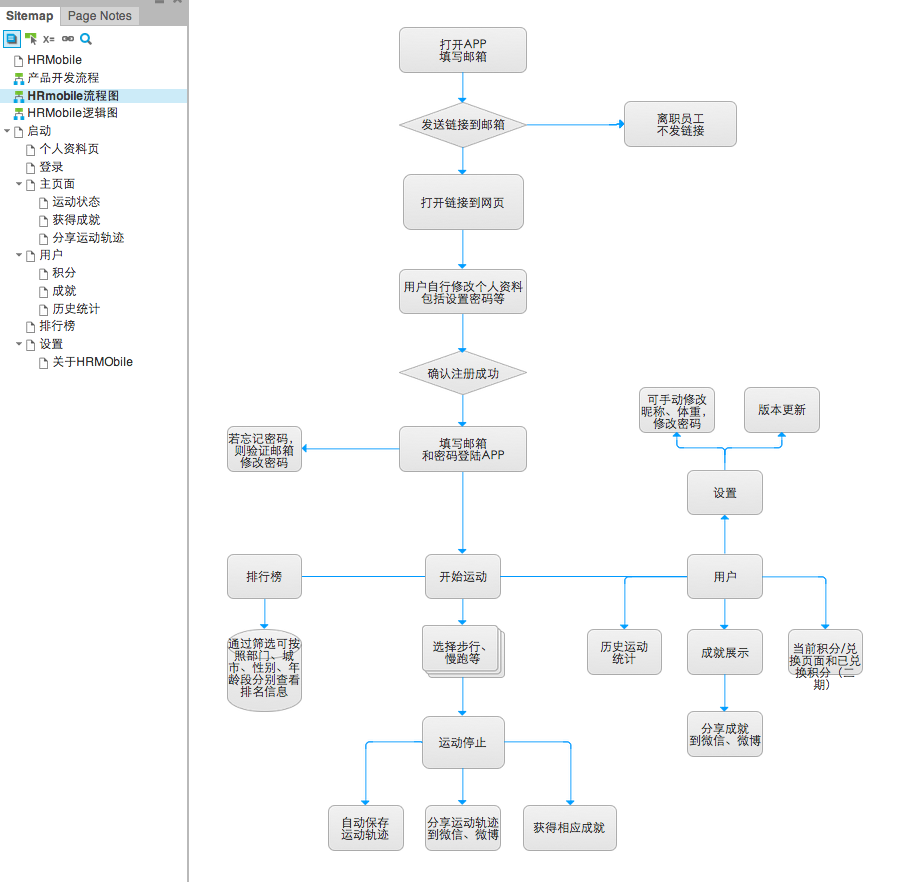 Sitemap
Page Notes
X=
HRMobile
产品开发流程
HRmobile流程图
HRMobile逻辑图
启动
个人资料页
登录
主页面
运动状态
获得成就
分享运动轨迹
用户
积分
成就
历史统计
排行榜
设置
关于HRMObile
打开APP
填写邮箱
发送链接到邮箱
离职员工
不发链接
打开链接到网页
用户自行修改个人资料
包括设置密码等
确认注册成功
可手动修改
昵称、体重，
修改密码
版本更新
若忘记密码，
则验证邮箱
修改密码
填写邮箱
和密码登陆APP
设置
排行榜
开始运动
用户
通过筛选可按
照部门、城
市、性别、年
龄段分别查看
排名信息
选择步行、
慢跑等
历史运动
统计
成就展示
当前积分/兑
换页面和已兑
换积分（二
期）
运动停止
分享成就
到微信、微博
自动保存
运动轨迹
分享运动轨迹
到微信、微博
获得相应成就